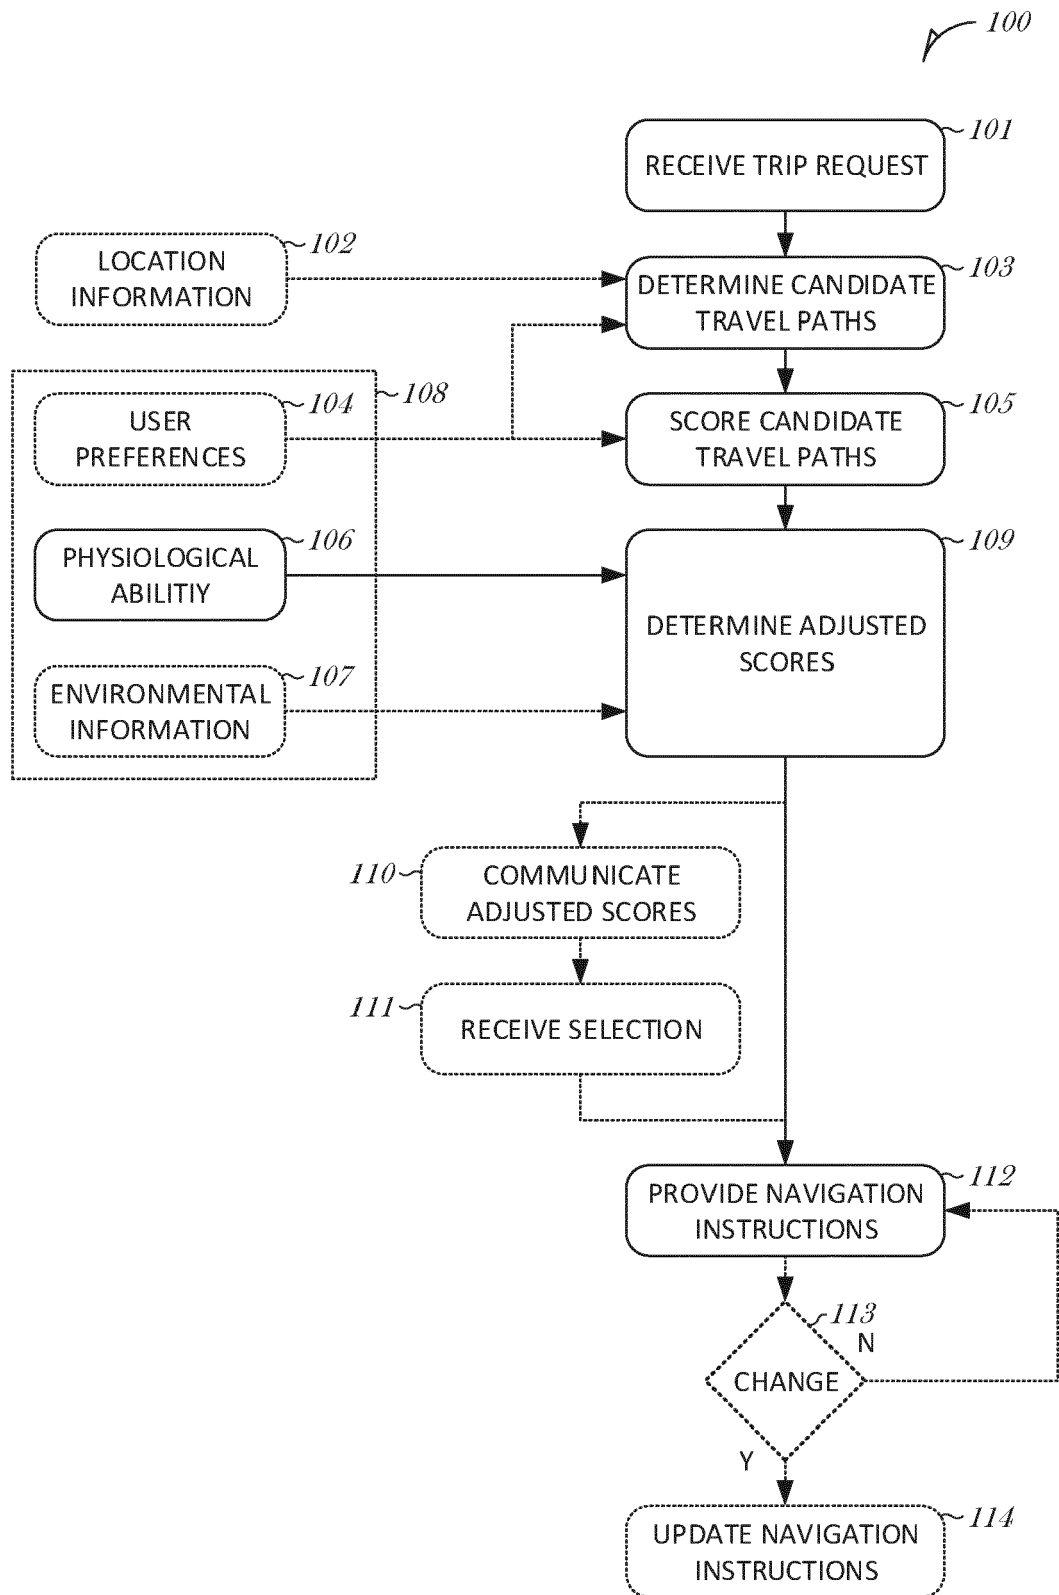 100
101
RECEIVE TRIP REQUEST
102
LOCATION
INFORMATION
103
DETERMINE CANDIDATE
TRAVEL PATHS
108
104
USER
PREFERENCES
105
SCORE CANDIDATE
TRAVEL PATHS
106
PHYSIOLOGICAL
ABILITIY
109
DETERMINE ADJUSTED
SCORES
107
ENVIRONMENTAL
INFORMATION
110
COMMUNICATE
ADJUSTED SCORES
111
RECEIVE SELECTION
112
PROVIDE NAVIGATION
INSTRUCTIONS
113
N
CHANGE
Y
114
UPDATE NAVIGATION
INSTRUCTIONS